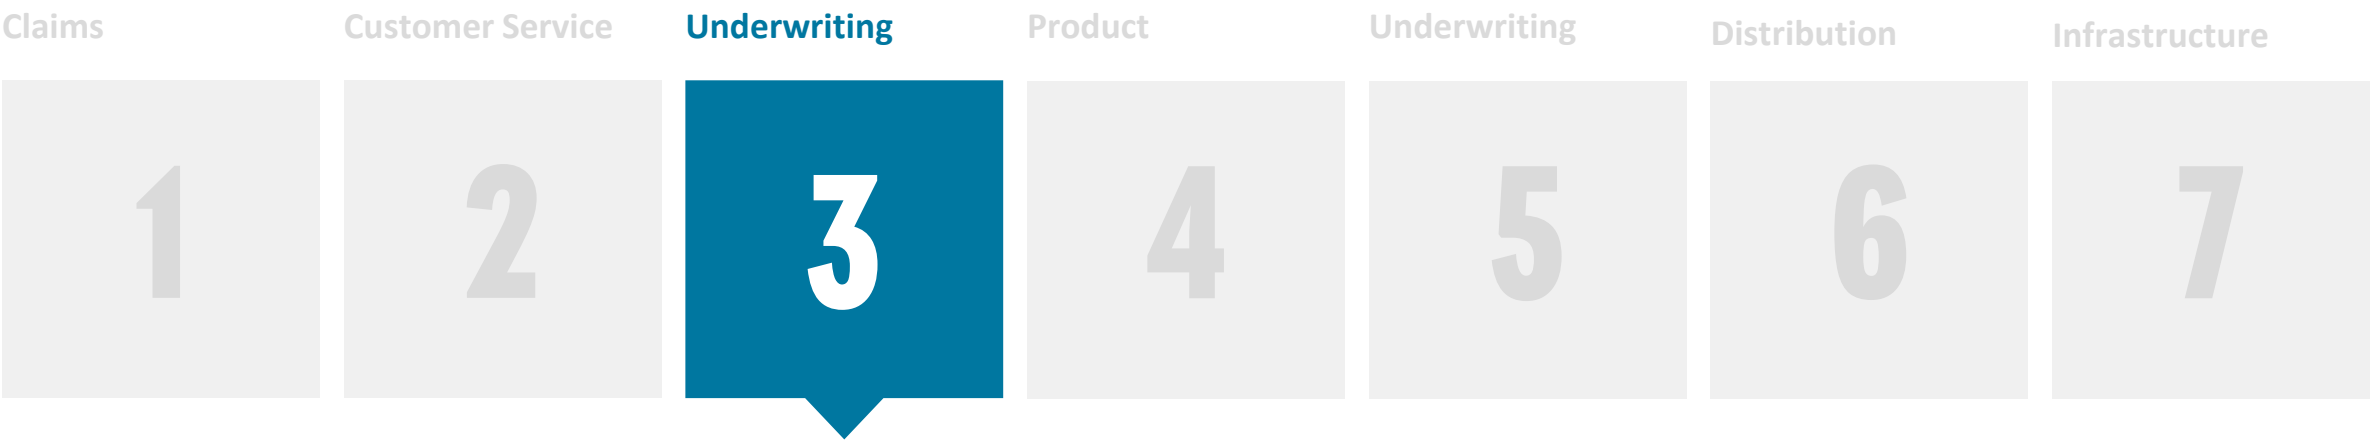 Claims Customer Service Underwriting Product Underwriting Distribution Infrastructure
1 2 3 4 5 6 7